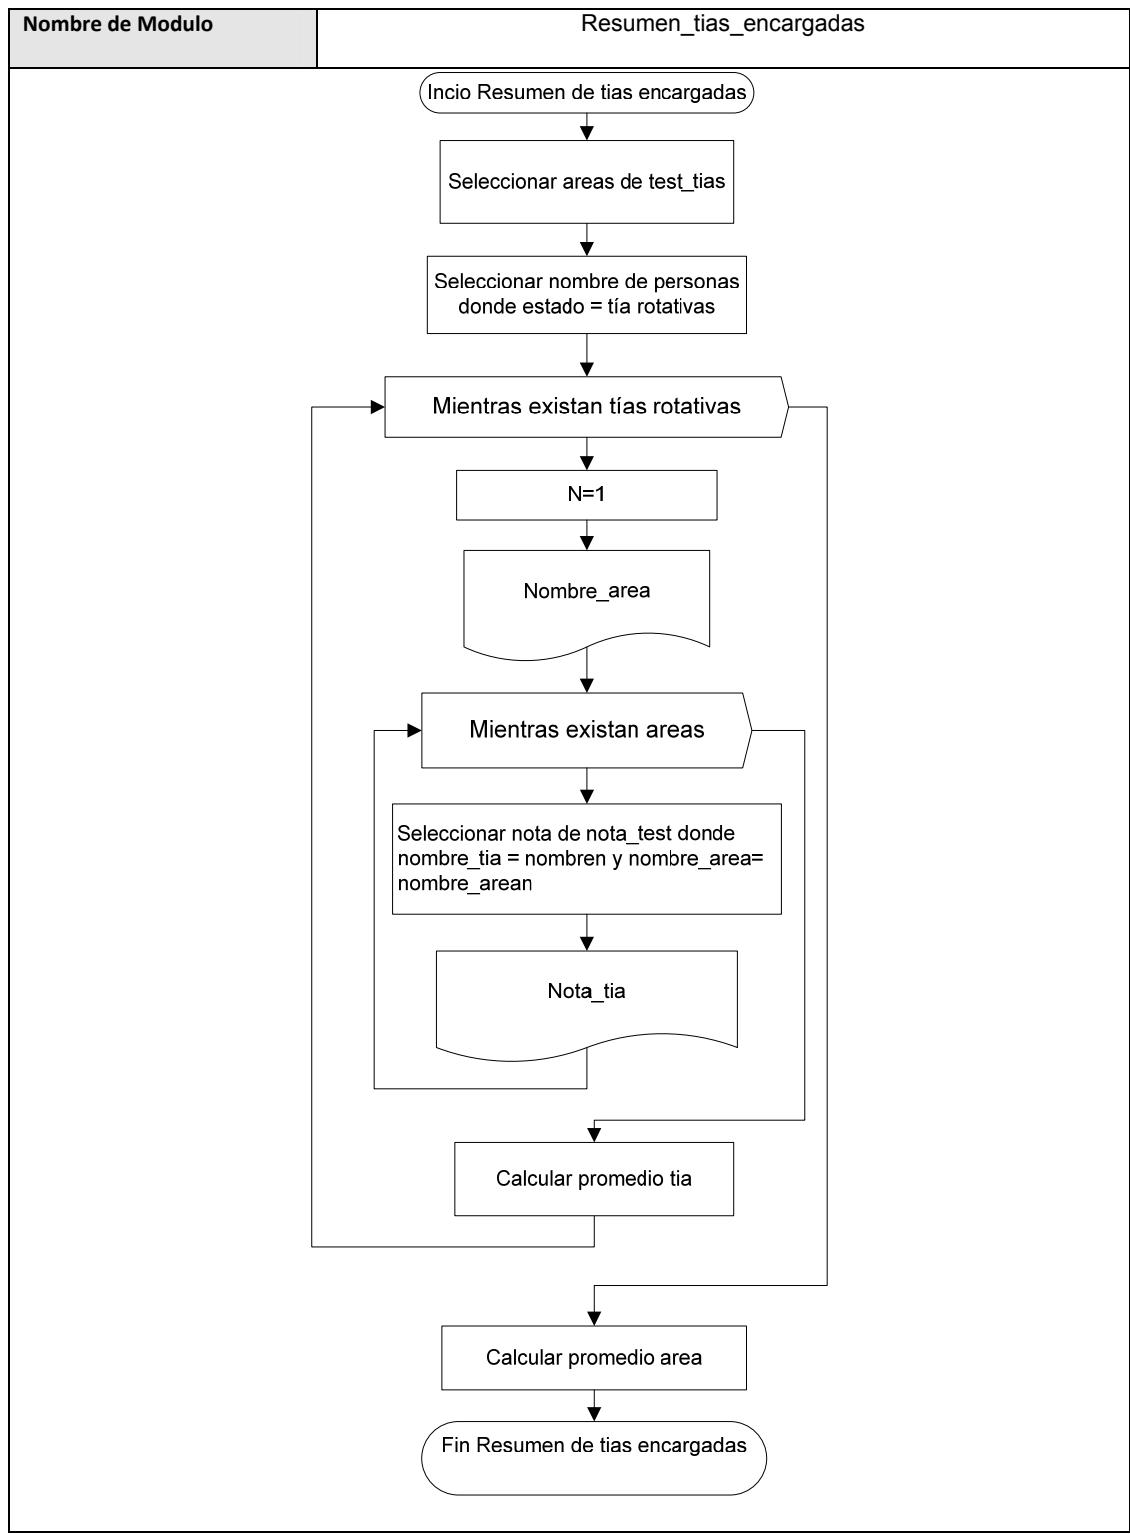 Nombre de Modulo
Resumen_tias_encargadas
Incio Resumen de tias encargadas
Seleccionar areas de test_tias
Seleccionar nombre de personas
donde estado = tía rotativas
Mientras existan tías rotativas
N=1
Nombre_area
Mientras existan areas
Seleccionar nota de nota_test donde
nombre_tia = nombren y nombre_area=
nombre_arean
Nota_tia
Calcular promedio tia
Calcular promedio area
Fin Resumen de tias encargadas